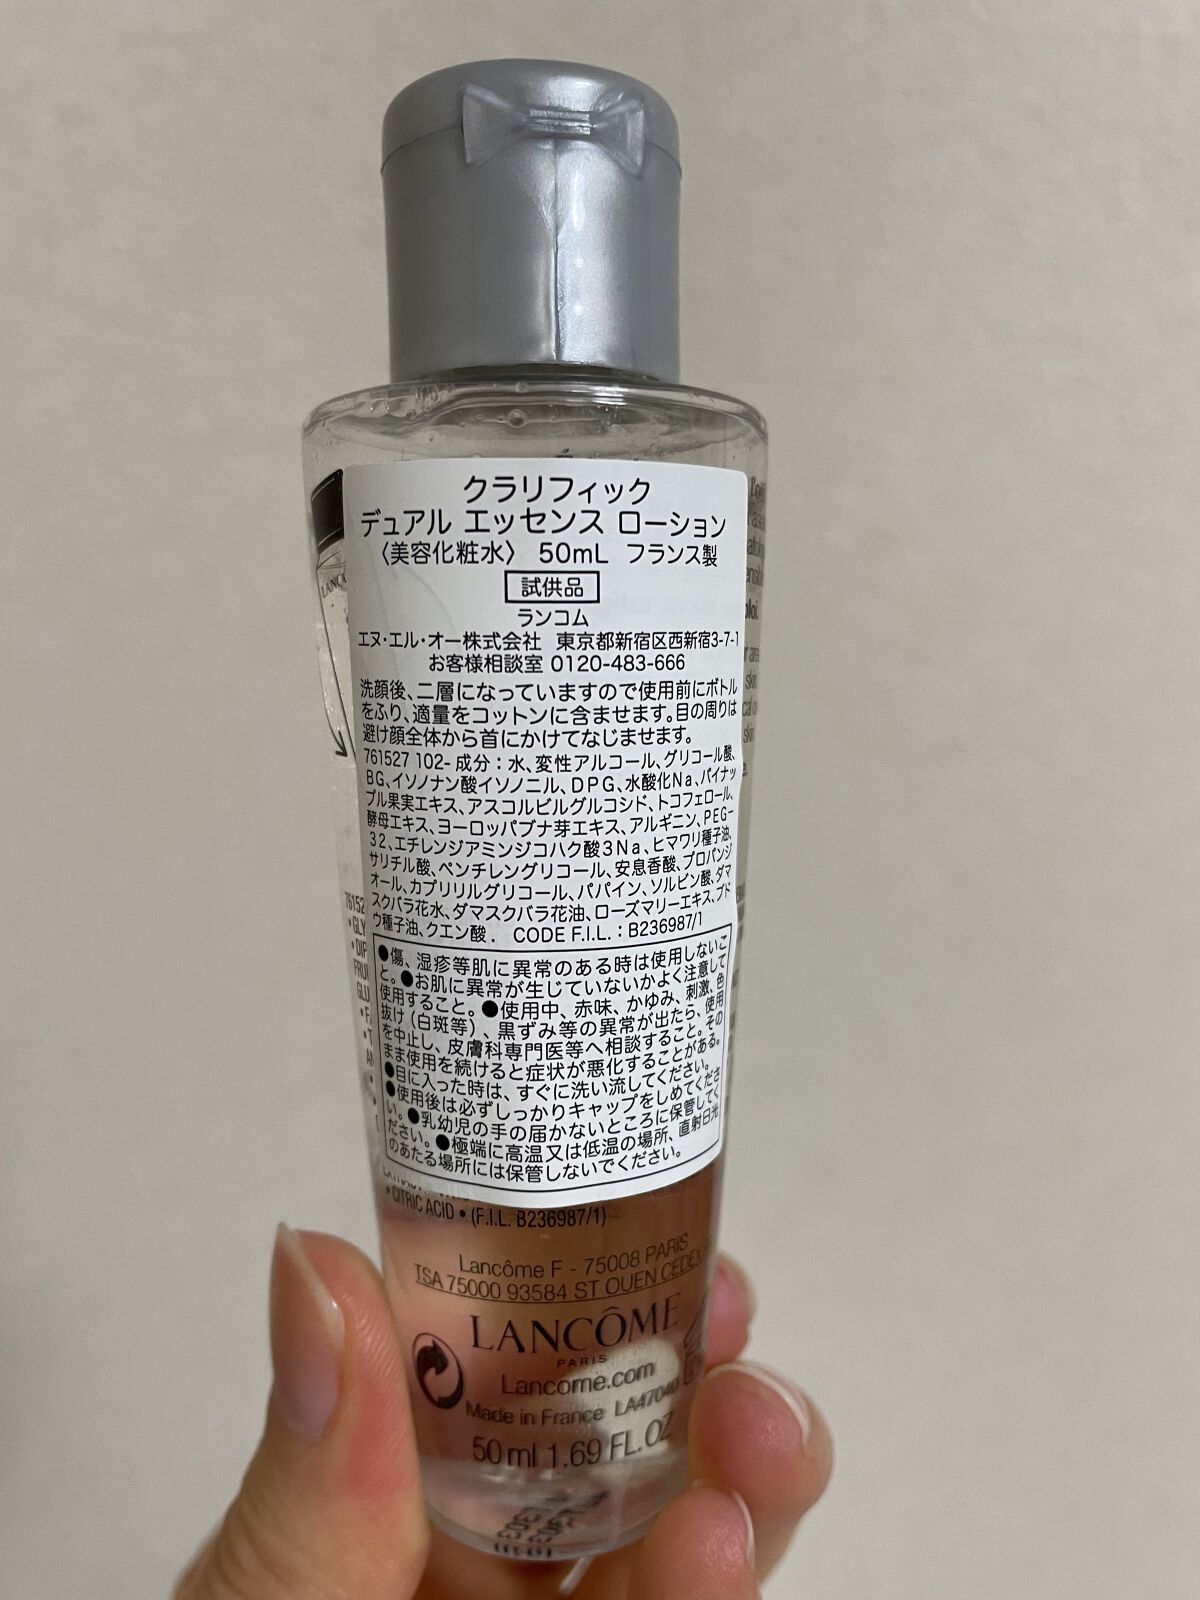 クラリフィック
デュアル エッセンス ローション
〈美容化粧水〉 50mL フランス製
試供品
ランコム
エヌ・エル・オー株式会社 東京都新宿区西新宿3-7-1
お客様相談室 0120-483-666
洗顔後、二層になっていますので使用前にボトル
をふり、適量をコットンに含ませます。目の周りは
避け顔全体から首にかけてなじませます。
761527 102- 成分：水、変性アルコール、グリコール酸、
BG、イソノナン酸イソノニル、DPG、水酸化Na、パイナッ
プル果実エキス、アスコルビルグルコシド、トコフェロール、
酵母エキス、ヨーロッパブナ芽エキス、アルギニン、PEG-
32、エチレンジアミンジコハク酸3Na、ヒマワリ種子油、
サリチル酸、ペンチレングリコール、安息香酸、プロパンジ
オール、カプリリルグリコール、パパイン、ソルビン酸、ダマ
スクバラ花水、ダマスクバラ花油、ローズマリーエキス、ブド
ウ種子油、クエン酸． CODE F.I.L.：B236987/1
●傷、湿疹等肌に異常のある時は使用しないこ
と。●お肌に異常が生じていないかよく注意して
使用すること。●使用中、赤味、かゆみ、刺激、色
抜け（白斑等）、黒ずみ等の異常が出たら、使用
を中止し、皮膚科専門医等へ相談すること。その
まま使用を続けると症状が悪化することがある。
●目に入った時は、すぐに洗い流してください。
●使用後は必ずしっかりキャップをしめてくださ
い。●乳幼児の手の届かないところに保管してく
ださい。●極端に高温又は低温の場所、直射日光
のあたる場所には保管しないでください。
• CITRIC ACID • (F.I.L. B236987/1)
Lancôme F - 75008 PARIS
TSA 75000 93584 ST OUEN CEDEX
LANCÔME
PARIS
Lancome.com
Made in France LA47040
50 ml 1.69 FL.OZ